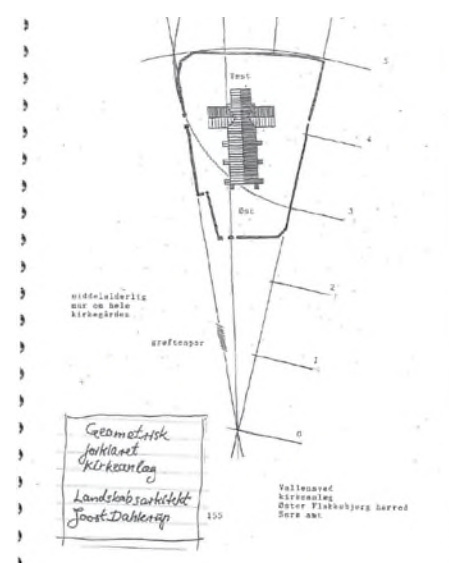 5
Vest
4
Øst
3
2
middelalderlig
mur om hele
kirkegården
grøftespor
1
0
Geometrisk
forklaret
Kirkeanlæg
Landskabsarkitekt
Joost Dahlerup
155
Vallensved
kirkeanlæg
Øster Flakkebjerg herred
Sorø amt